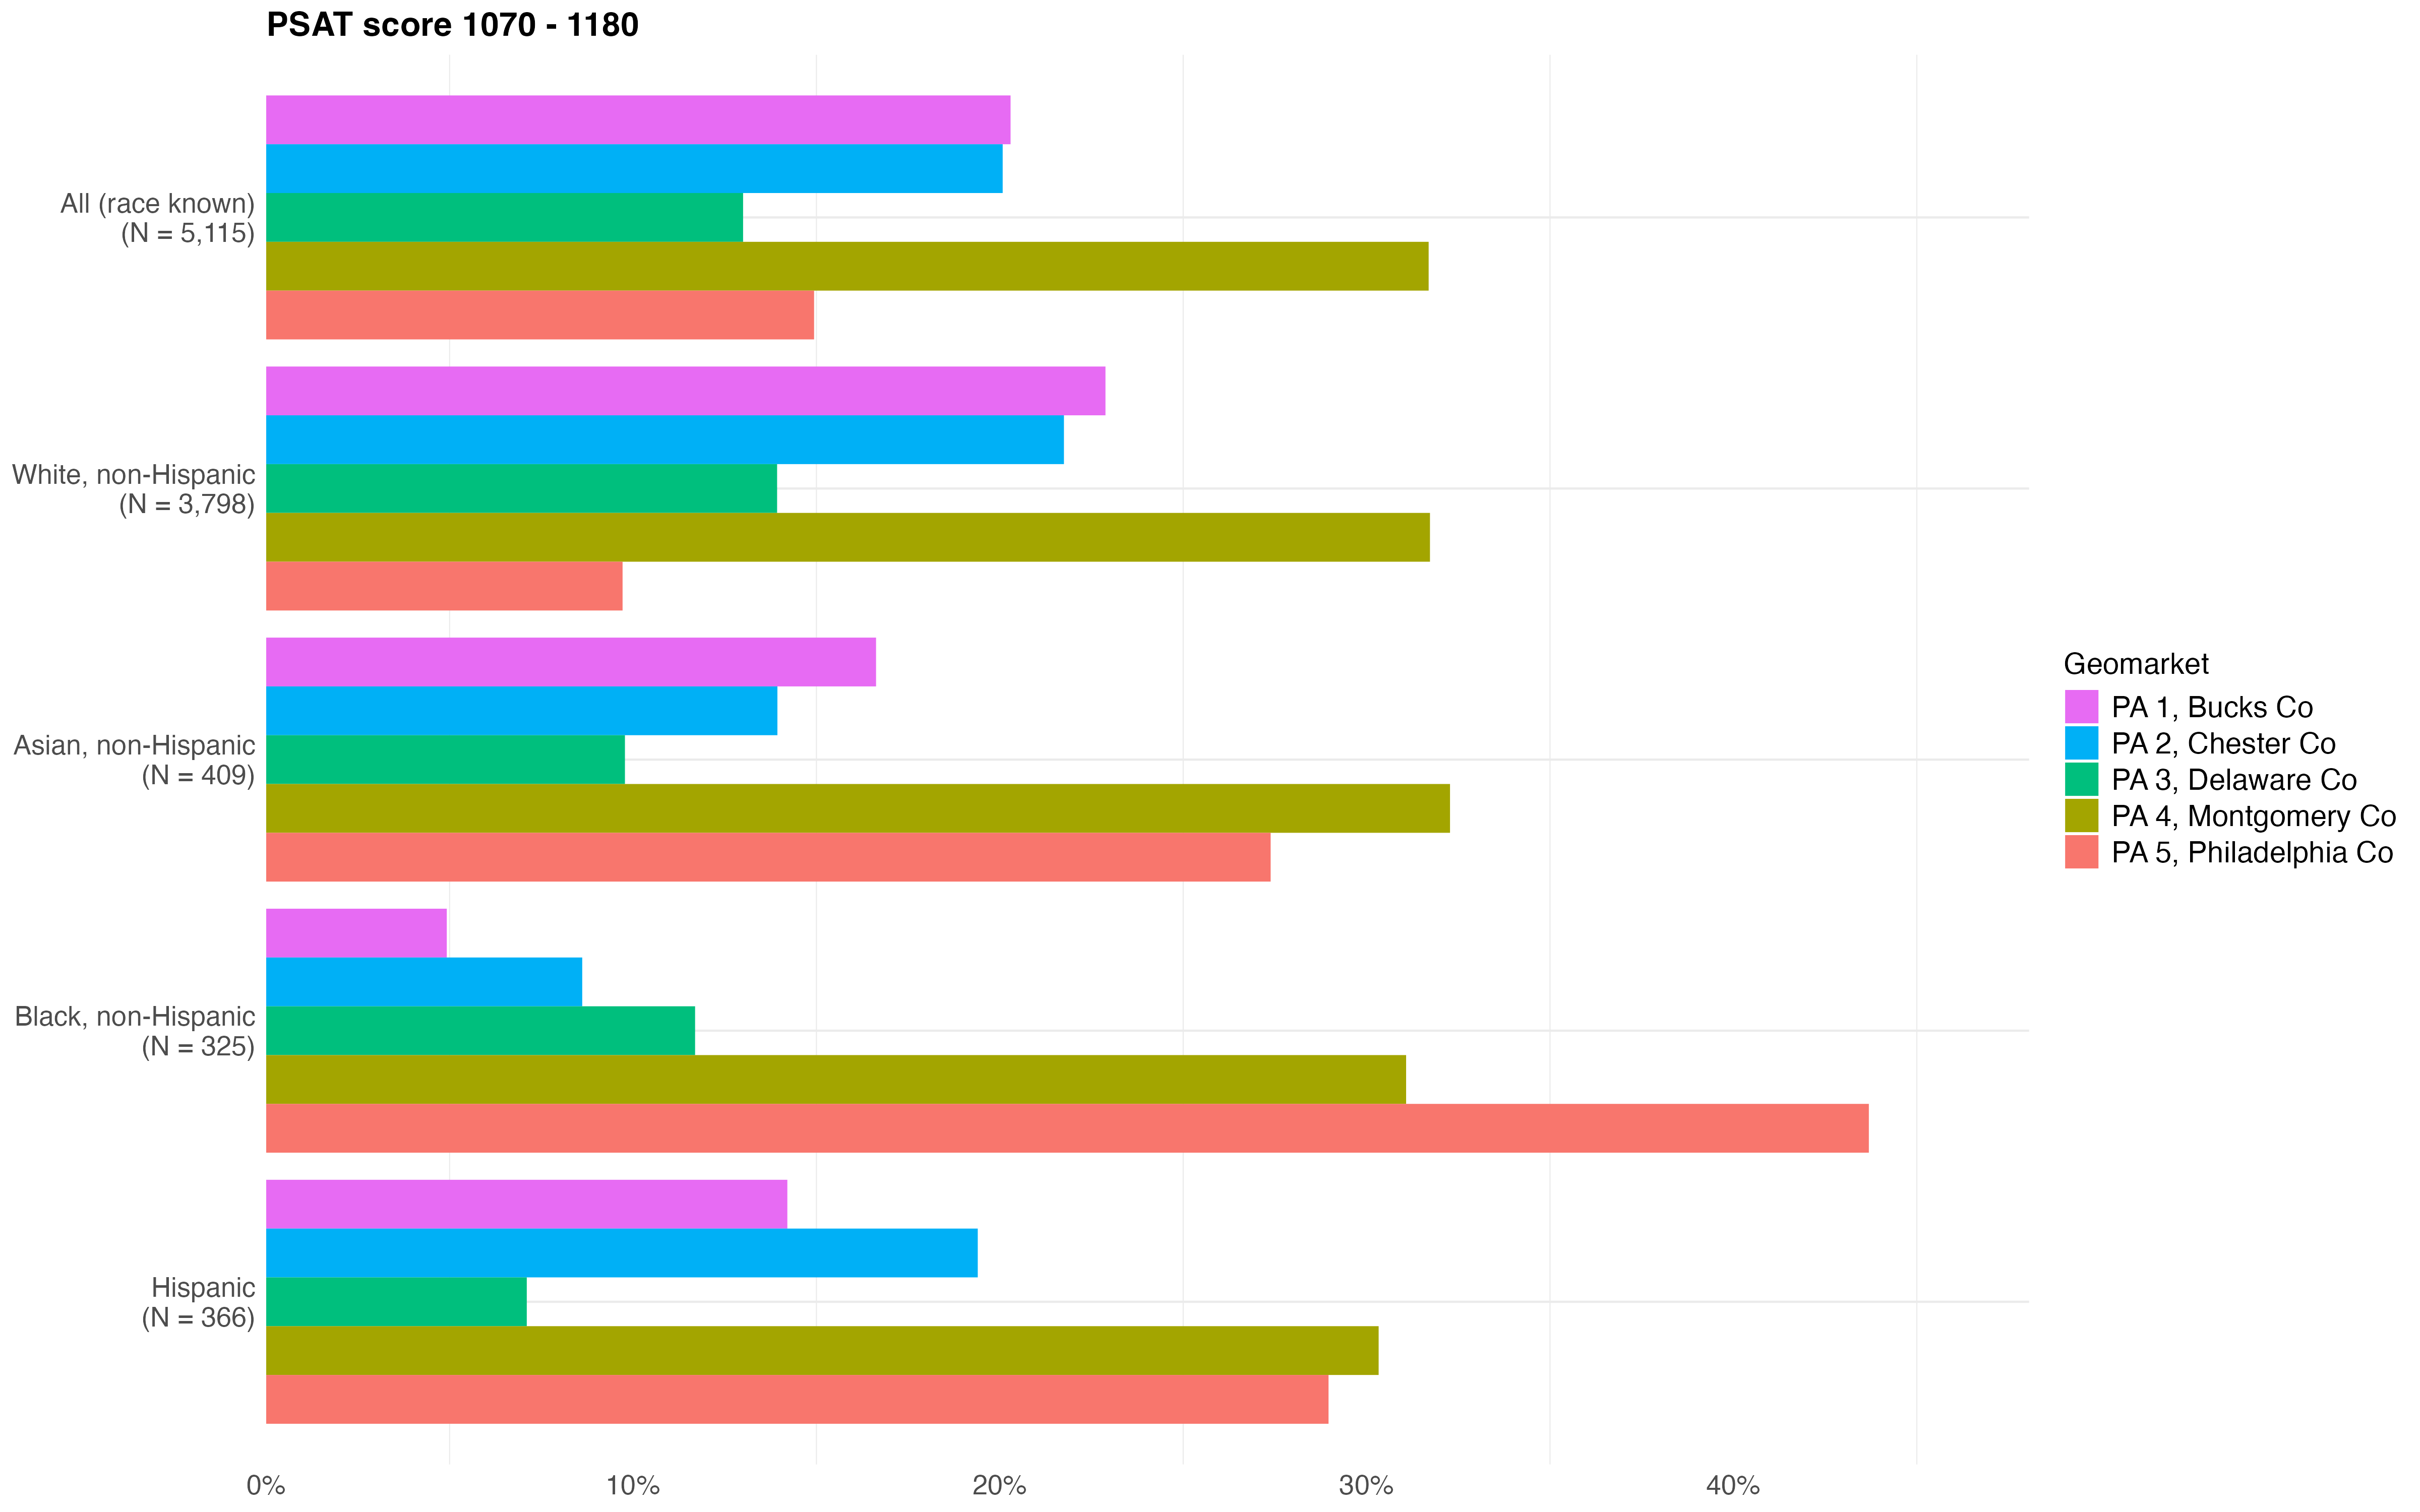 PSAT score 1070 - 1180
All (race known)
(N = 5,115)
White, non-Hispanic
(N = 3,798)
Asian, non-Hispanic
(N = 409)
Black, non-Hispanic
(N = 325)
Hispanic
(N = 366)
0% 10% 20% 30% 40%
Geomarket
PA 1, Bucks Co
PA 2, Chester Co
PA 3, Delaware Co
PA 4, Montgomery Co
PA 5, Philadelphia Co